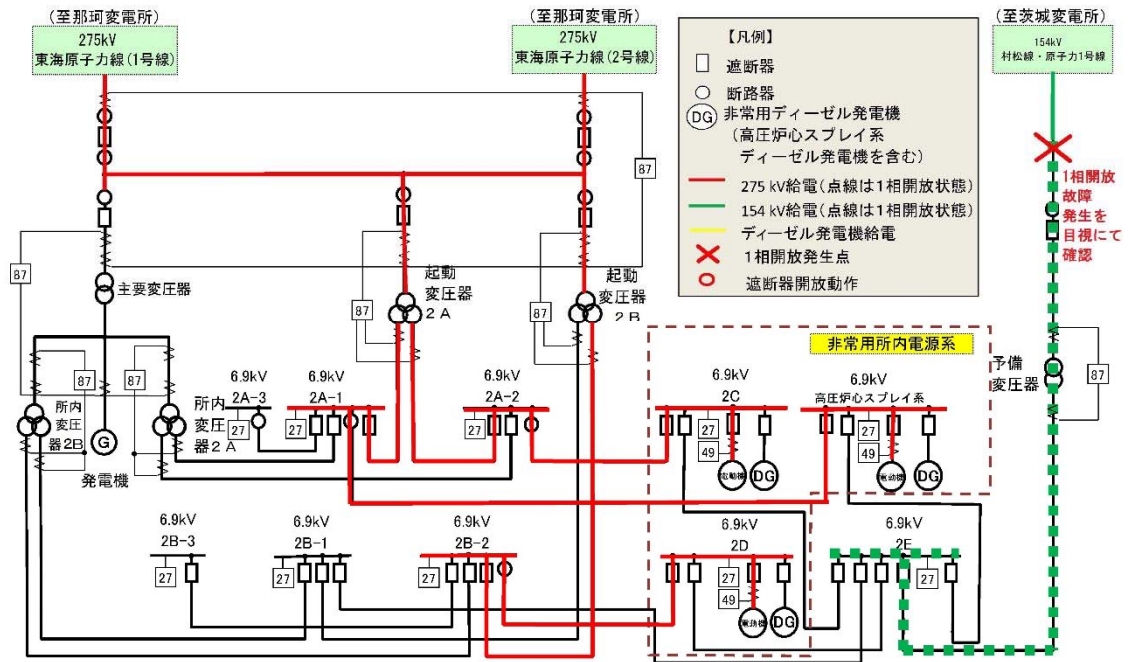 (至那珂変電所)
275kV
東海原子力線(1号線)
(至那珂変電所)
275kV
東海原子力線(2号線)
(至茨城変電所)
154kV
村松線・原子力1号線
【凡例】
遮断器
断路器
DG
非常用ディーゼル発電機
(高圧炉心スプレイ系
ディーゼル発電機を含む)
275 kV給電(点線は1相開放状態)
154 kV給電(点線は1相開放状態)
ディーゼル発電機給電
1相開放発生点
遮断器開放動作
1相開放
故障
発生を
目視にて
確認
87
87
87
87
87
87
87
主要変圧器
起動
変圧器
2A
起動
変圧器
2B
予備
変圧器
非常用所内電源系
所内
変圧
器2B
G
発電機
所内
変圧
器2A
6.9kV
2A-3
27
6.9kV
2A-1
27
6.9kV
2A-2
27
6.9kV
2C
27
49
電動機
DG
6.9kV
高圧炉心スプレイ系
27
49
電動機
DG
6.9kV
2B-3
27
6.9kV
2B-1
27
6.9kV
2B-2
27
6.9kV
2D
27
49
電動機
DG
6.9kV
2E
27